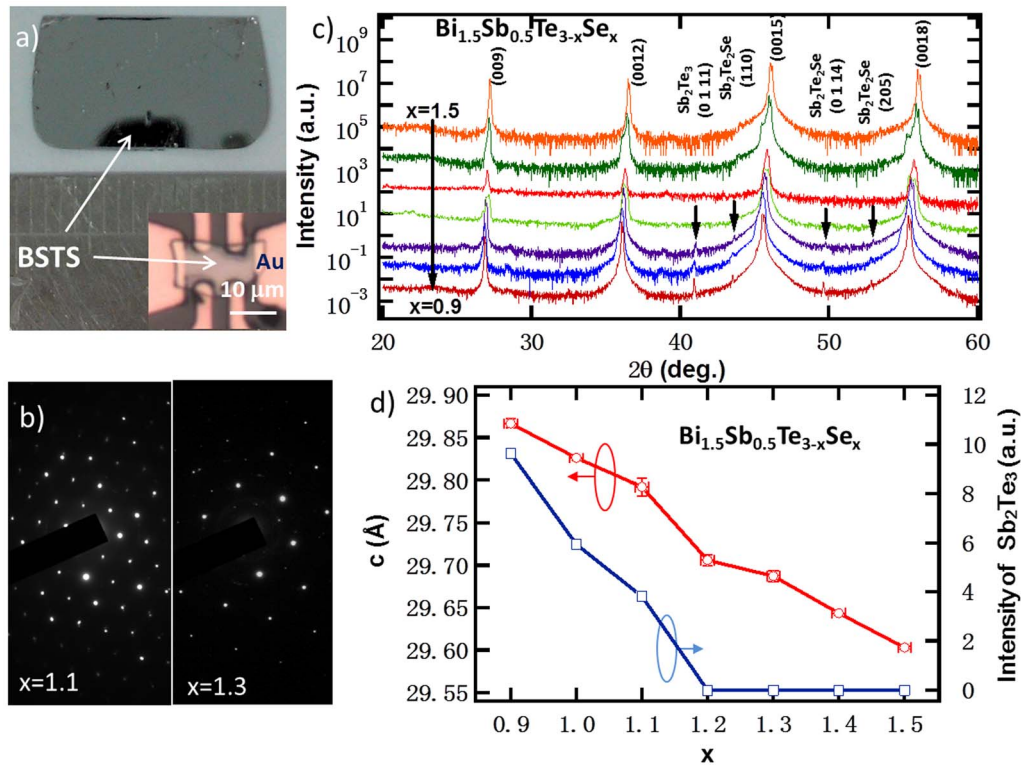 a)
BSTS
Au
10 μm
b)
x=1.1
x=1.3
c)
Bi1.5Sb0.5Te3-xSex
(009)
(0012)
Sb2Te3
(0 1 11)
Sb2Te2Se
(110)
(0015)
Sb2Te2Se
(0 1 14)
Sb2Te2Se
(205)
(0018)
x=1.5
x=0.9
Intensity (a.u.)
10^9
10^7
10^5
10^3
10^1
10^-1
10^-3
20 30 40 50 60
2θ (deg.)
d)
Bi1.5Sb0.5Te3-xSex
c (Å)
29.90
29.85
29.80
29.75
29.70
29.65
29.60
29.55
12
10
8
6
4
2
0
Intensity of Sb2Te3 (a.u.)
0.9 1.0 1.1 1.2 1.3 1.4 1.5
x